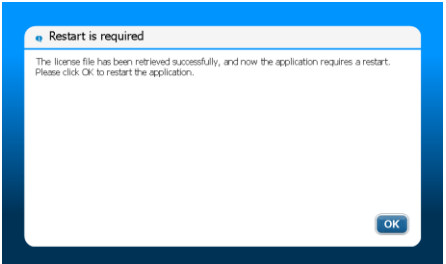 Restart is required
The license file has been retrieved successfully, and now the application requires a restart.
Please click OK to restart the application.
OK